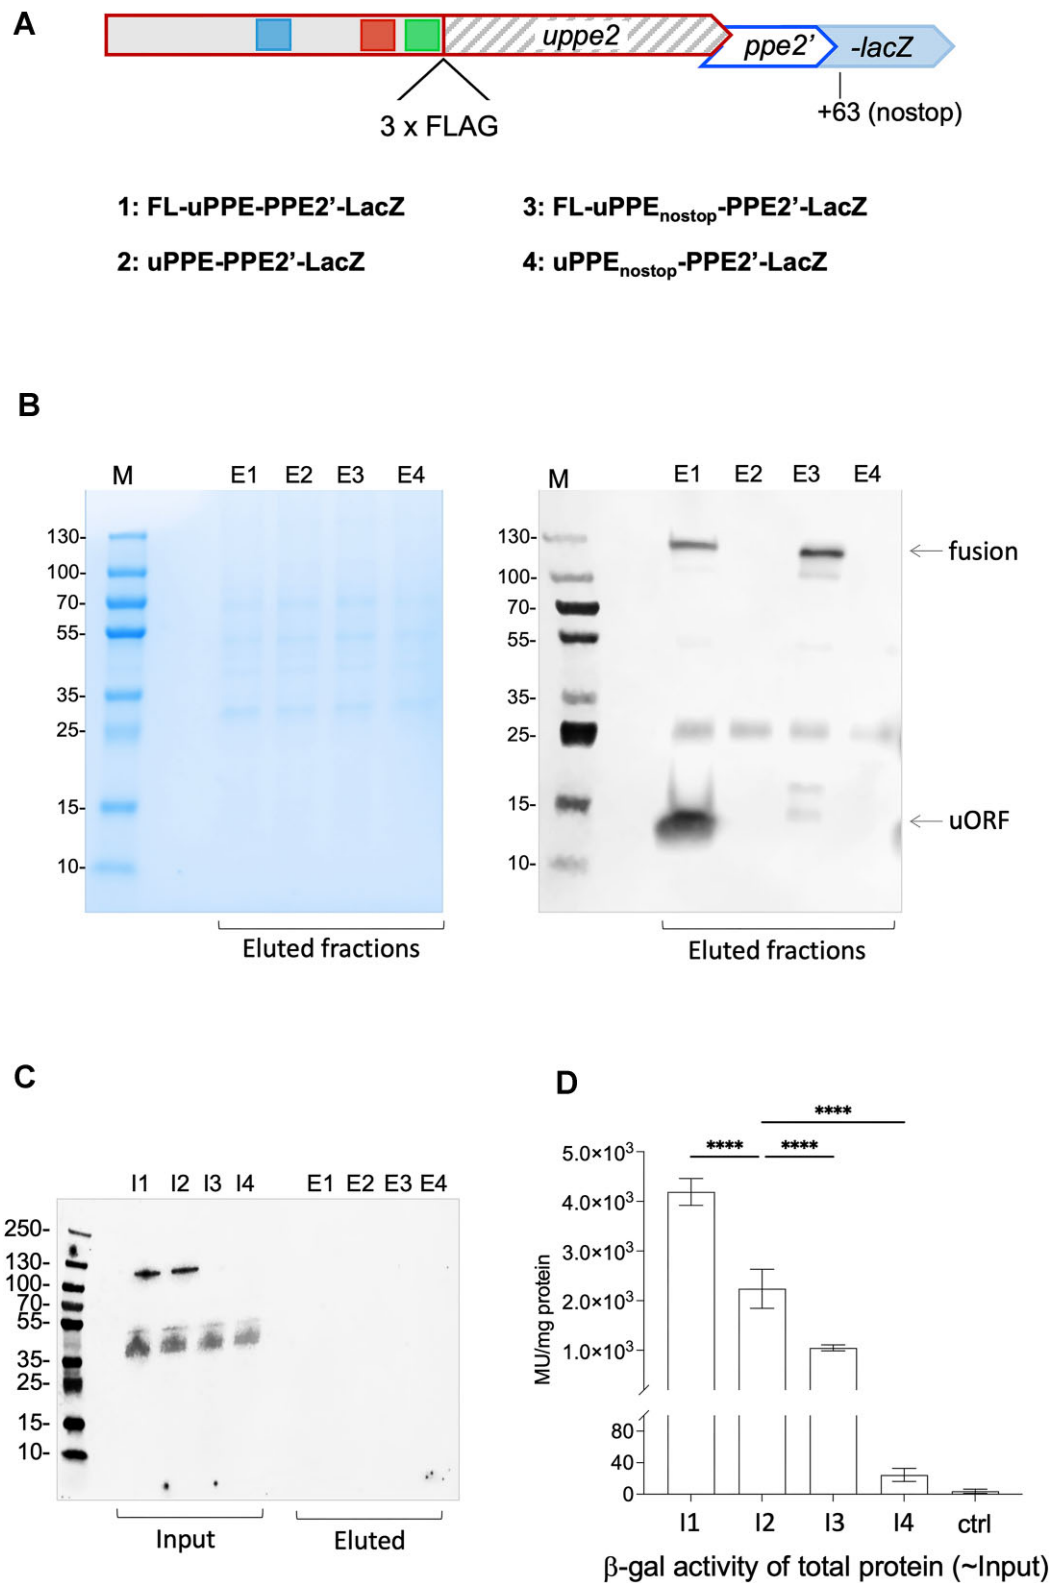 A
uppe2
ppe2’
-lacZ
3 x FLAG
+63 (nostop)
1: FL-uPPE-PPE2’-LacZ
3: FL-uPPEnostop-PPE2’-LacZ
2: uPPE-PPE2’-LacZ
4: uPPEnostop-PPE2’-LacZ
B
M E1 E2 E3 E4
130-
100-
70-
55-
35-
25-
15-
10-
Eluted fractions
M E1 E2 E3 E4
130-
100-
70-
55-
35-
25-
15-
10-
fusion
uORF
Eluted fractions
C
I1 I2 I3 I4 E1 E2 E3 E4
250-
130-
100-
70-
55-
35-
25-
15-
10-
Input Eluted
D
****
**** ****
MU/mg protein
5.0×10³
4.0×10³
3.0×10³
2.0×10³
1.0×10³
80
40
0
I1 I2 I3 I4 ctrl
β-gal activity of total protein (~Input)